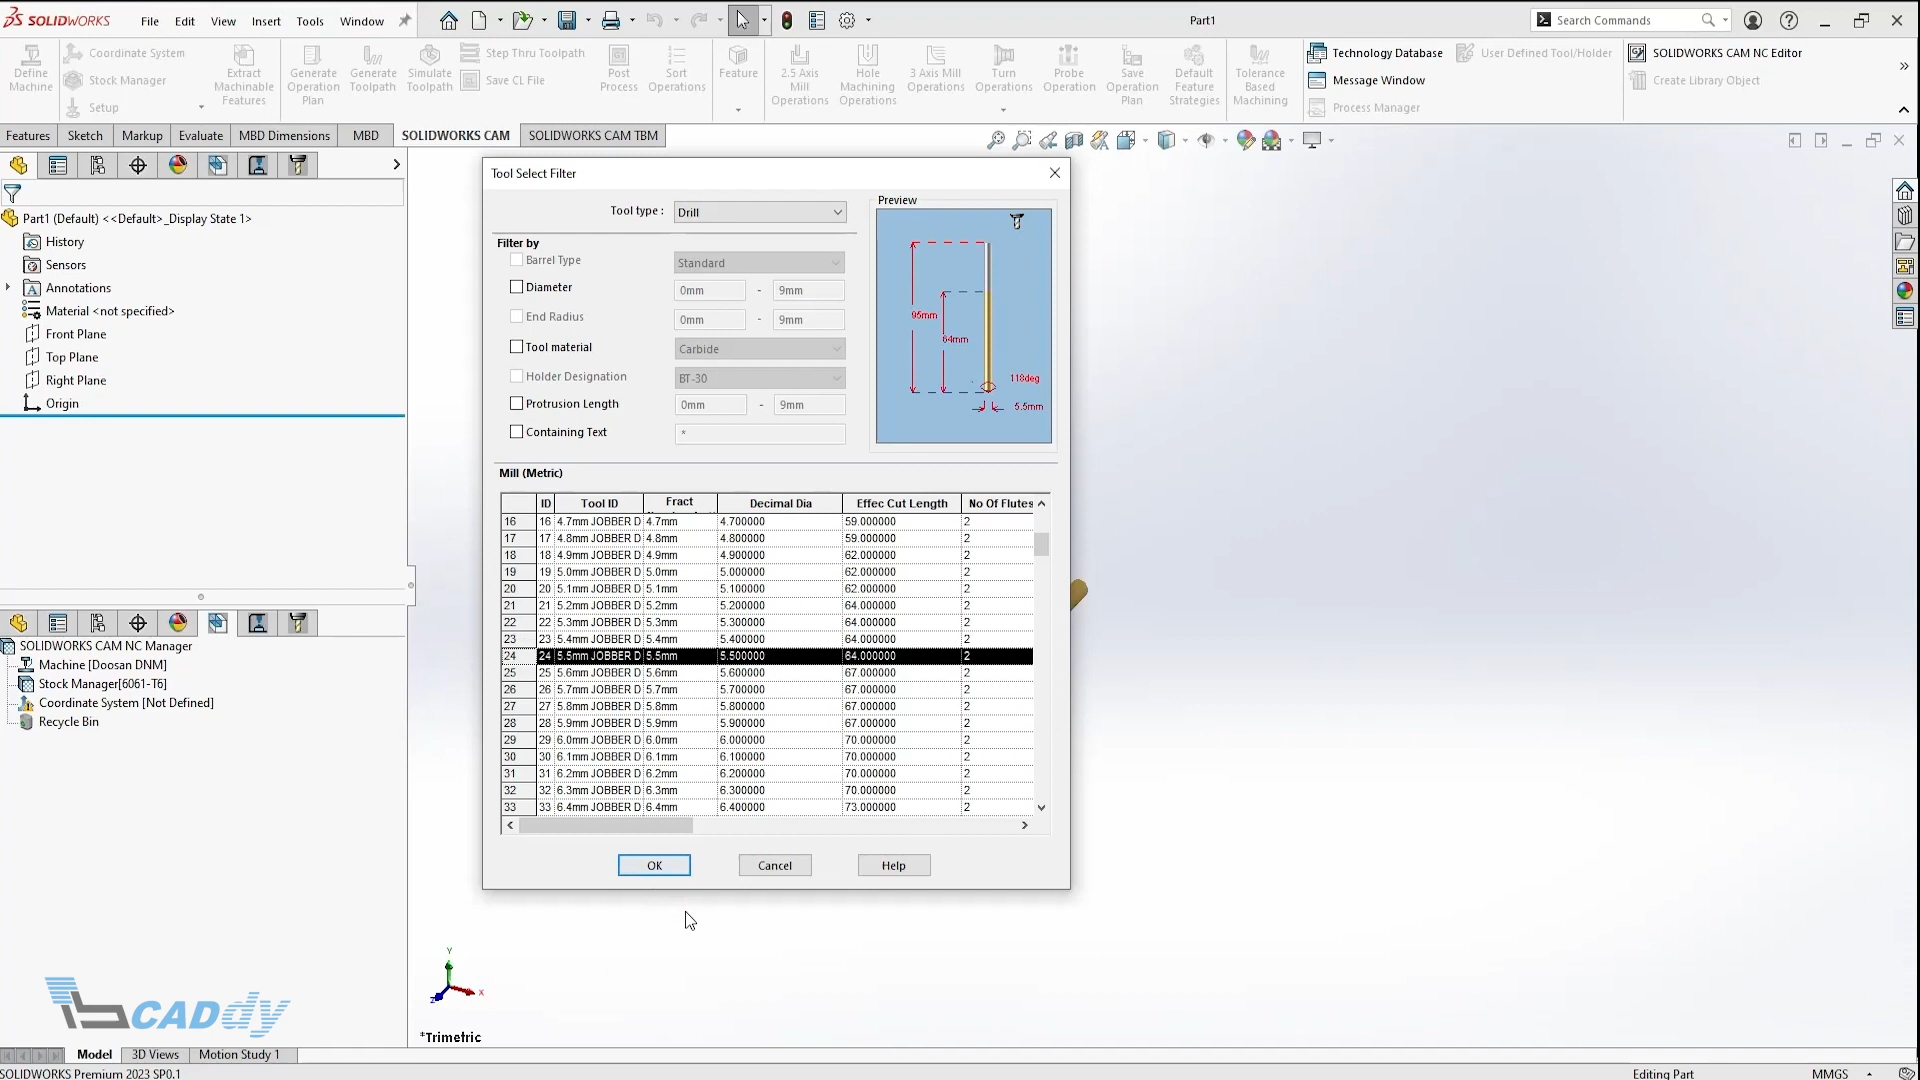 SOLIDWORKS File Edit View Insert Tools Window
Part1
Search Commands
Define Machine
Coordinate System
Stock Manager
Setup
Extract Machinable Features
Generate Operation Plan
Generate Toolpath
Simulate Toolpath
Step Thru Toolpath
Save CL File
Post Process
Sort Operations
Feature
2.5 Axis Mill Operations
Hole Machining Operations
3 Axis Mill Operations
Turn Operations
Probe Operations
Save Operation Plan
Default Feature Strategies
Tolerance Based Machining
Technology Database
Message Window
Process Manager
User Defined Tool/Holder
SOLIDWORKS CAM NC Editor
Create Library Object
Features Sketch Markup Evaluate MBD Dimensions MBD SOLIDWORKS CAM SOLIDWORKS CAM TBM
Part1 (Default) <<Default>_Display State 1>
History
Sensors
Annotations
Material <not specified>
Front Plane
Top Plane
Right Plane
Origin
SOLIDWORKS CAM NC Manager
Machine [Doosan DNM]
Stock Manager[6061-T6]
Coordinate System [Not Defined]
Recycle Bin
Tool Select Filter
Tool type : Drill
Filter by
Barrel Type Standard
Diameter 0mm - 9mm
End Radius 0mm - 9mm
Tool material Carbide
Holder Designation BT-30
Protrusion Length 0mm - 9mm
Containing Text *
Preview
95mm
64mm
118deg
5.5mm
Mill (Metric)
ID Tool ID Fract Decimal Dia Effec Cut Length No Of Flutes
16 16 4.7mm JOBBER D 4.7mm 4.700000 59.000000 2
17 17 4.8mm JOBBER D 4.8mm 4.800000 59.000000 2
18 18 4.9mm JOBBER D 4.9mm 4.900000 62.000000 2
19 19 5.0mm JOBBER D 5.0mm 5.000000 62.000000 2
20 20 5.1mm JOBBER D 5.1mm 5.100000 62.000000 2
21 21 5.2mm JOBBER D 5.2mm 5.200000 64.000000 2
22 22 5.3mm JOBBER D 5.3mm 5.300000 64.000000 2
23 23 5.4mm JOBBER D 5.4mm 5.400000 64.000000 2
24 24 5.5mm JOBBER D 5.5mm 5.500000 64.000000 2
25 25 5.6mm JOBBER D 5.6mm 5.600000 67.000000 2
26 26 5.7mm JOBBER D 5.7mm 5.700000 67.000000 2
27 27 5.8mm JOBBER D 5.8mm 5.800000 67.000000 2
28 28 5.9mm JOBBER D 5.9mm 5.900000 67.000000 2
29 29 6.0mm JOBBER D 6.0mm 6.000000 70.000000 2
30 30 6.1mm JOBBER D 6.1mm 6.100000 70.000000 2
31 31 6.2mm JOBBER D 6.2mm 6.200000 70.000000 2
32 32 6.3mm JOBBER D 6.3mm 6.300000 70.000000 2
33 33 6.4mm JOBBER D 6.4mm 6.400000 73.000000 2
OK Cancel Help
Y
X
Z
*Trimetric
CADdy
Model 3D Views Motion Study 1
SOLIDWORKS Premium 2023 SP0.1
Editing Part
MMGS